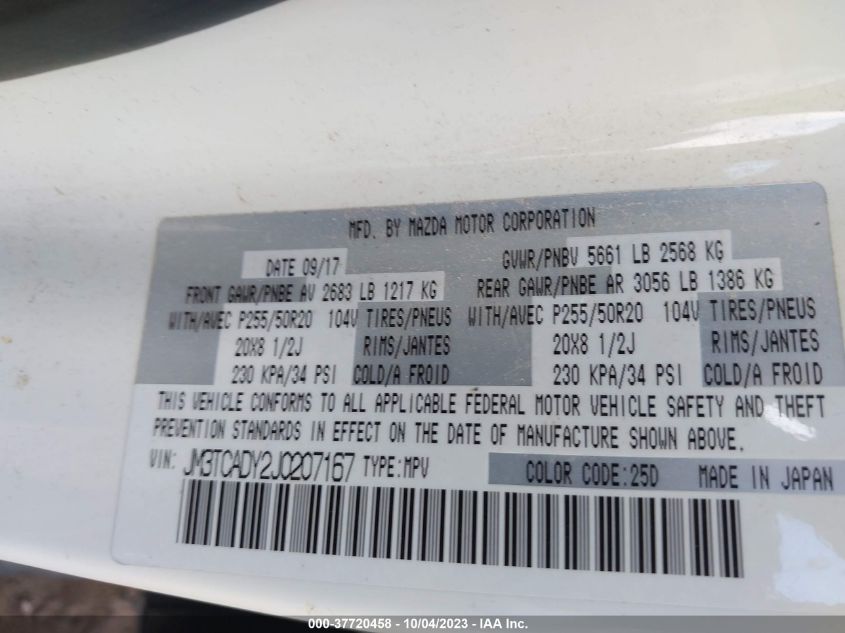 MFD. BY MAZDA MOTOR CORPORATION
DATE 09/17 GVWR/PNBV 5661 LB 2568 KG
FRONT GAWR/PNBE AV 2683 LB 1217 KG REAR GAWR/PNBE AR 3056 LB 1386 KG
WITH/AVEC P255/50R20 104V TIRES/PNEUS WITH/AVEC P255/50R20 104V TIRES/PNEUS
20X8 1/2J RIMS/JANTES 20X8 1/2J RIMS/JANTES
230 KPA/34 PSI COLD/A FROID 230 KPA/34 PSI COLD/A FROID
THIS VEHICLE CONFORMS TO ALL APPLICABLE FEDERAL MOTOR VEHICLE SAFETY AND THEFT
PREVENTION STANDARDS IN EFFECT ON THE DATE OF MANUFACTURE SHOWN ABOVE.
VIN: JM3TCADY2J0207167 TYPE:MPV COLOR CODE:25D MADE IN JAPAN
000-37720458 - 10/04/2023 - IAA Inc.